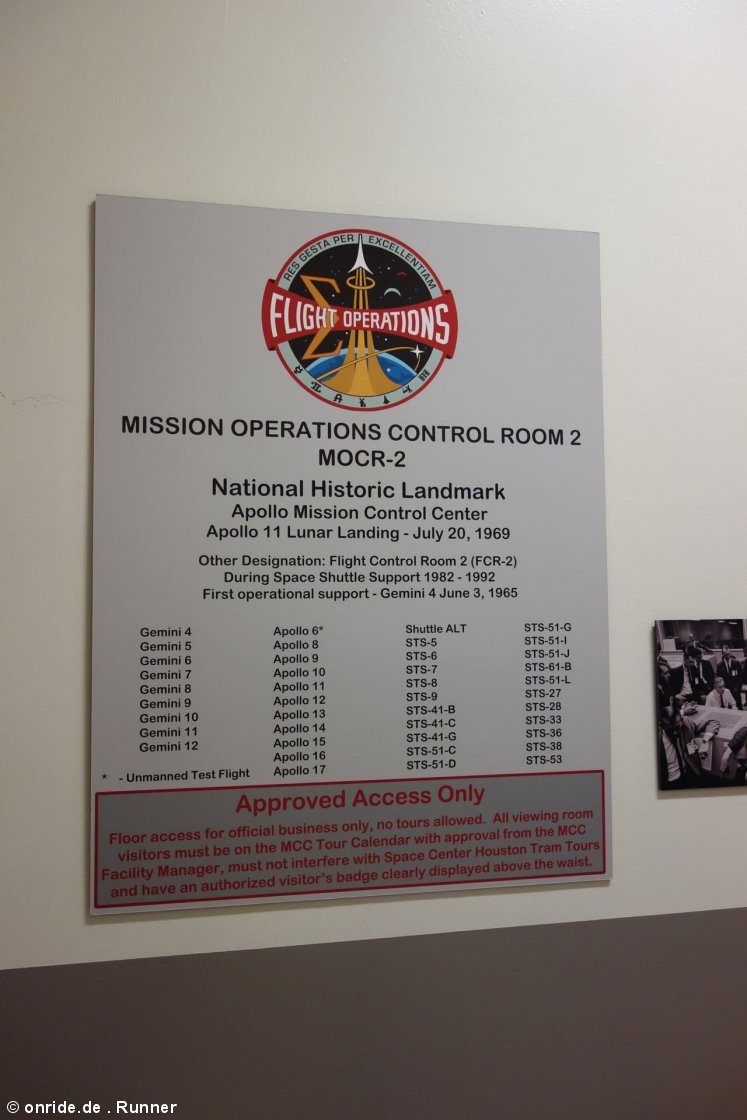 RES GESTA PER EXCELLENTIAM
FLIGHT OPERATIONS
MISSION OPERATIONS CONTROL ROOM 2
MOCR-2
National Historic Landmark
Apollo Mission Control Center
Apollo 11 Lunar Landing - July 20, 1969
Other Designation: Flight Control Room 2 (FCR-2)
During Space Shuttle Support 1982 - 1992
First operational support - Gemini 4 June 3, 1965
Gemini 4
Gemini 5
Gemini 6
Gemini 7
Gemini 8
Gemini 9
Gemini 10
Gemini 11
Gemini 12
* - Unmanned Test Flight
Apollo 6*
Apollo 8
Apollo 9
Apollo 10
Apollo 11
Apollo 12
Apollo 13
Apollo 14
Apollo 15
Apollo 16
Apollo 17
Shuttle ALT
STS-5
STS-6
STS-7
STS-8
STS-9
STS-41-B
STS-41-C
STS-41-G
STS-51-C
STS-51-D
STS-51-G
STS-51-I
STS-51-J
STS-61-B
STS-51-L
STS-27
STS-28
STS-33
STS-36
STS-38
STS-53
Approved Access Only
Floor access for official business only, no tours allowed. All viewing room
visitors must be on the MCC Tour Calendar with approval from the MCC
Facility Manager, must not interfere with Space Center Houston Tram Tours
and have an authorized visitor's badge clearly displayed above the waist.
© onride.de . Runner